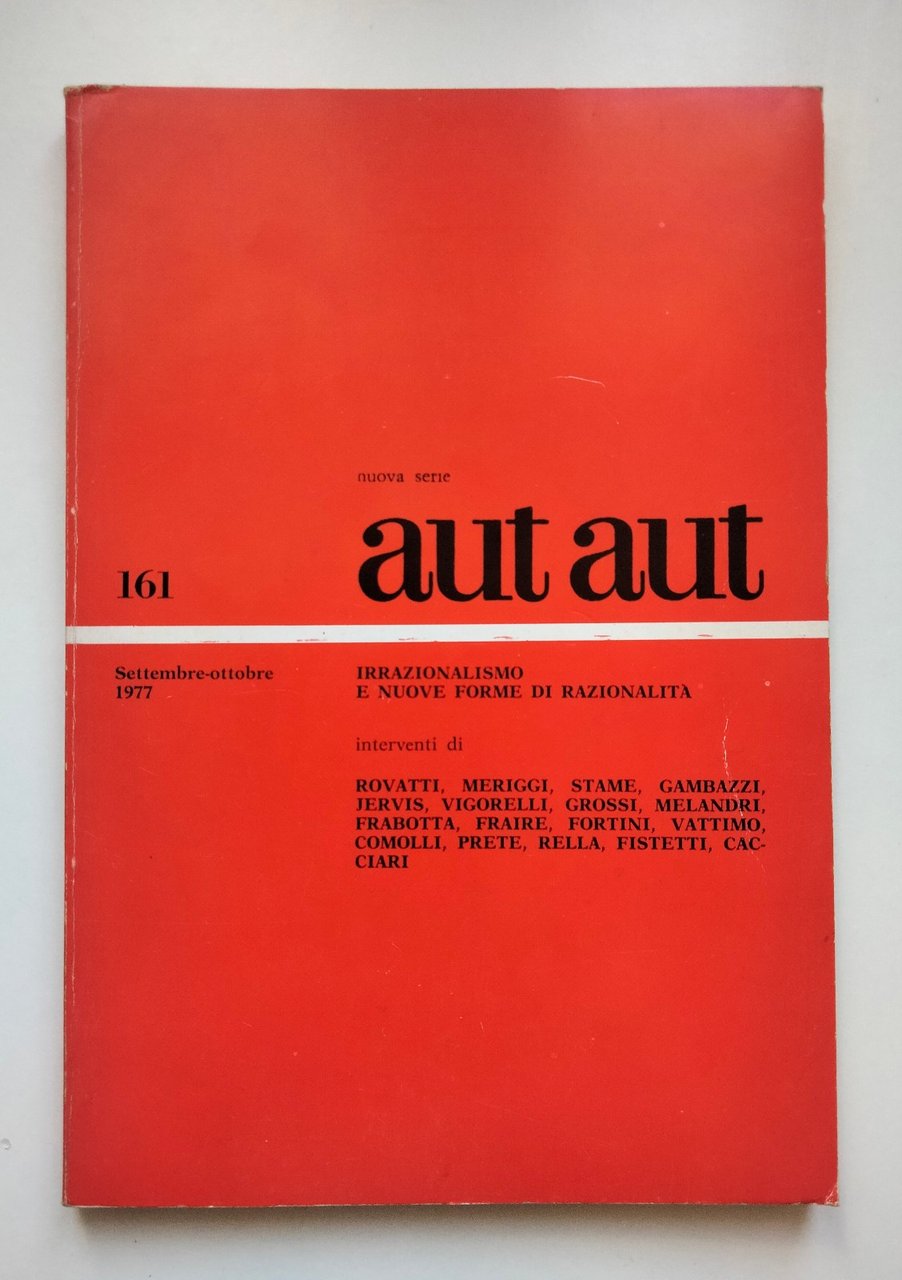 nuova serie
aut aut
161
Settembre-ottobre
1977
IRRAZIONALISMO
E NUOVE FORME DI RAZIONALITÀ
interventi di
ROVATTI, MERIGGI, STAME, GAMBAZZI,
JERVIS, VIGORELLI, GROSSI, MELANDRI,
FRABOTTA, FRAIRE, FORTINI, VATTIMO,
COMOLLI, PRETE, RELLA, FISTETTI, CAC-
CIARI